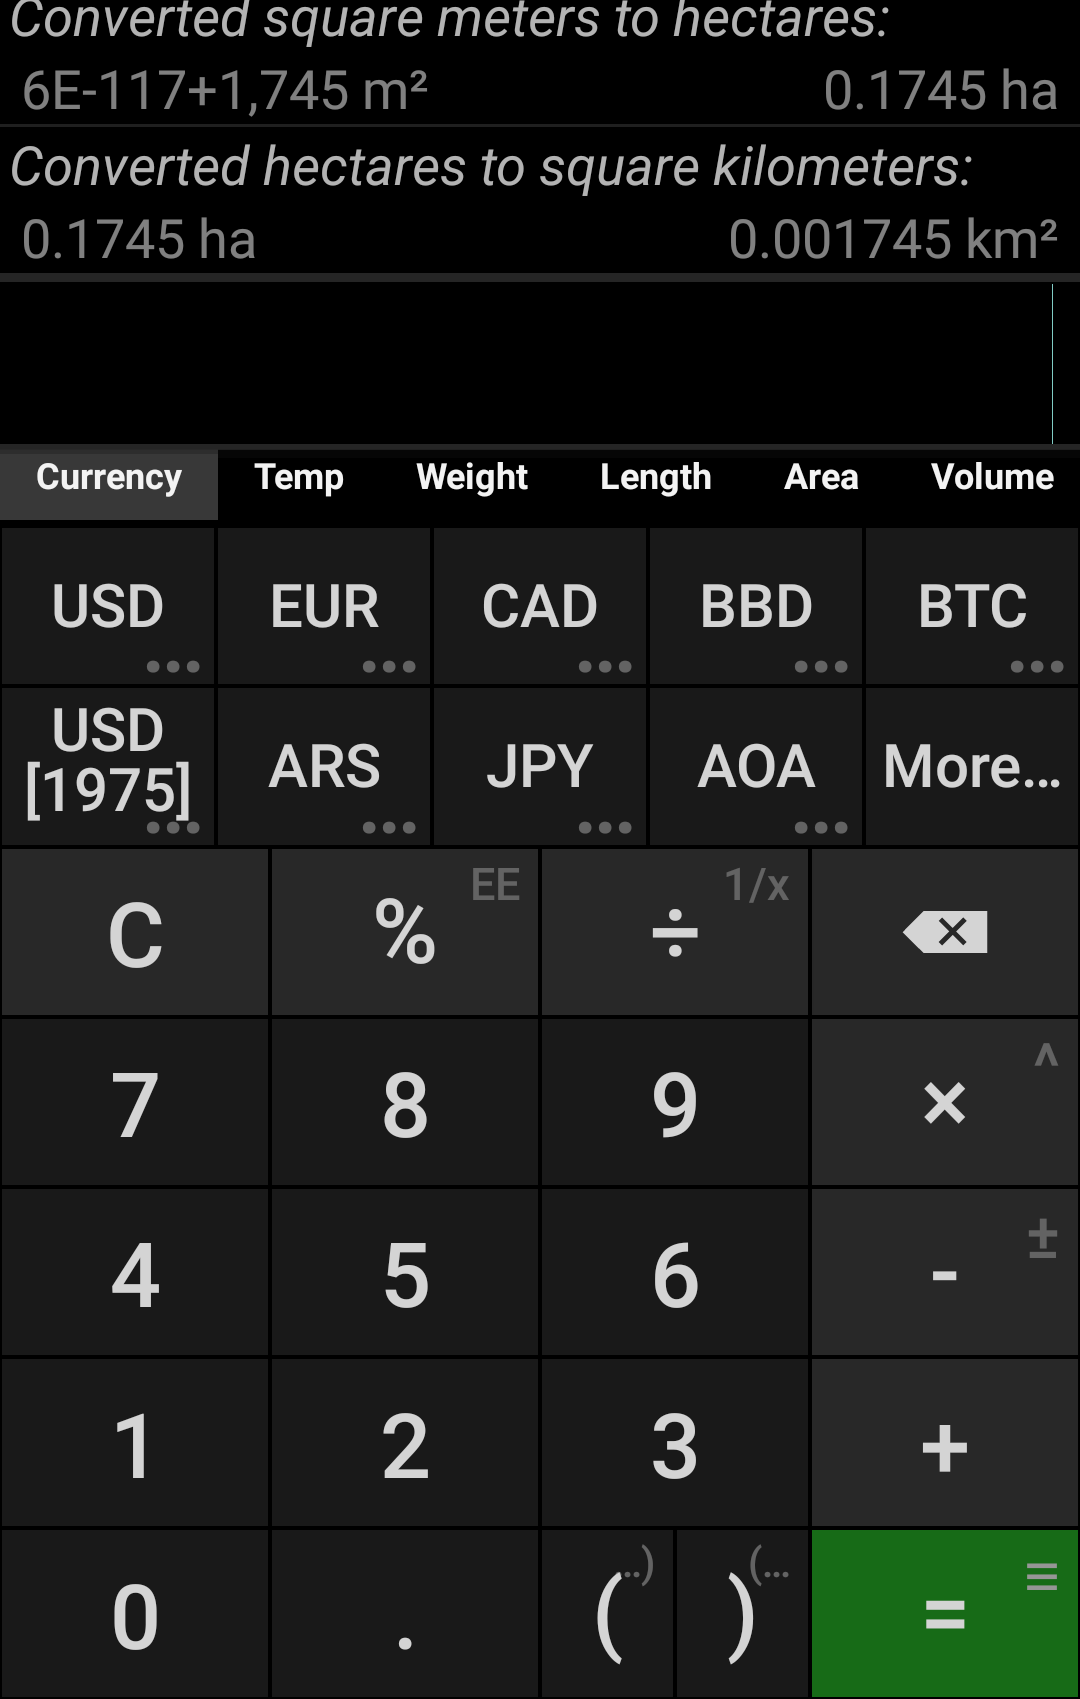 Converted square meters to hectares:
6E-117+1,745 m² 0.1745 ha
Converted hectares to square kilometers:
0.1745 ha 0.001745 km²
Currency Temp Weight Length Area Volume
USD EUR CAD BBD BTC
USD [1975] ARS JPY AOA More...
C % EE ÷ 1/x
7 8 9 × ^
4 5 6 - ±
1 2 3 +
0 . ( ..) ) (... = ≡